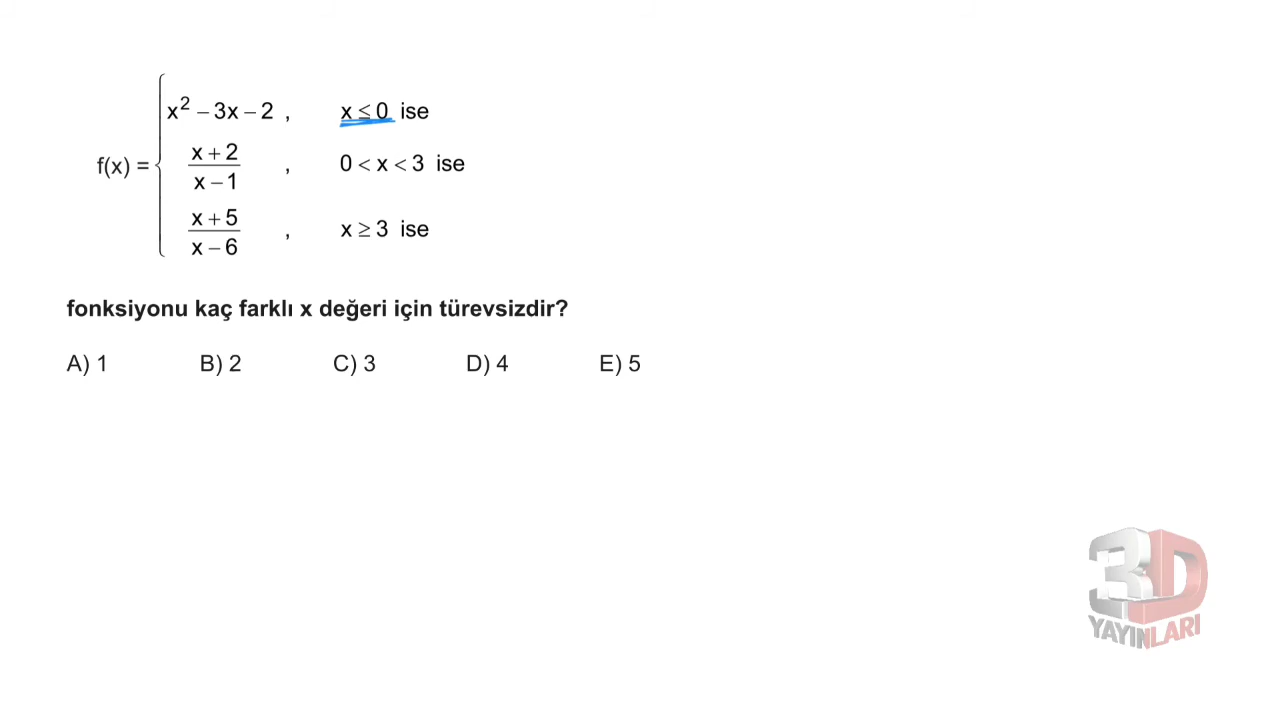 x² – 3x – 2 , x ≤ 0 ise
f(x) = x + 2 / x – 1 , 0 < x < 3 ise
x + 5 / x – 6 , x ≥ 3 ise
fonksiyonu kaç farklı x değeri için türevsizdir?
A) 1 B) 2 C) 3 D) 4 E) 5
3D
YAYINLARI